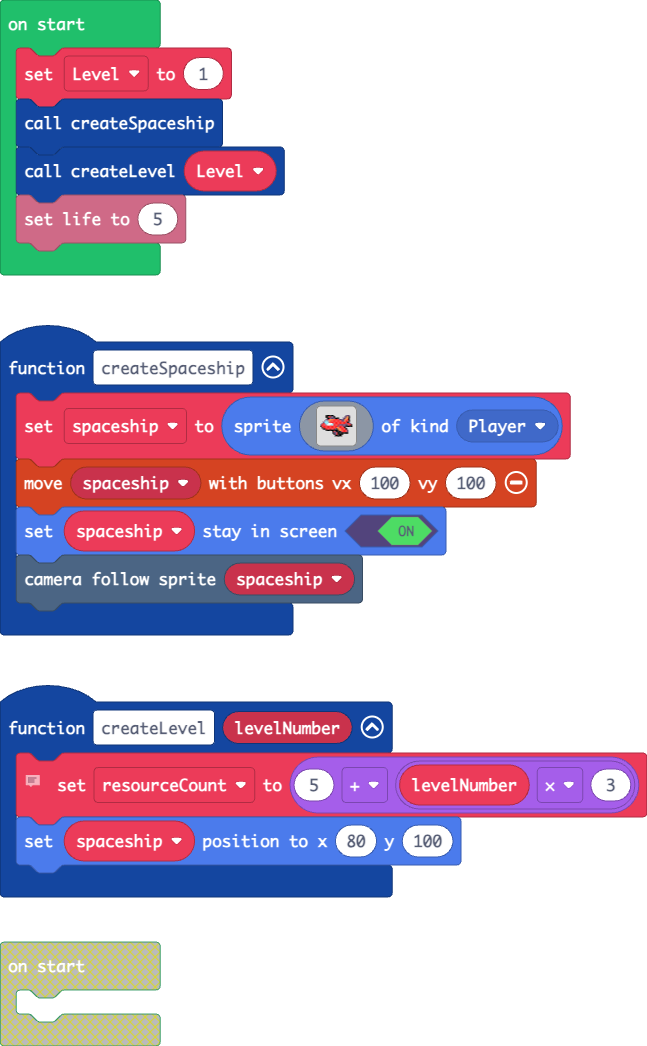 on start
set Level to 1
call createSpaceship
call createLevel Level
set life to 5
function createSpaceship
set spaceship to sprite of kind Player
move spaceship with buttons vx 100 vy 100
set spaceship stay in screen ON
camera follow sprite spaceship
function createLevel levelNumber
set resourceCount to 5 + levelNumber × 3
set spaceship position to x 80 y 100
on start